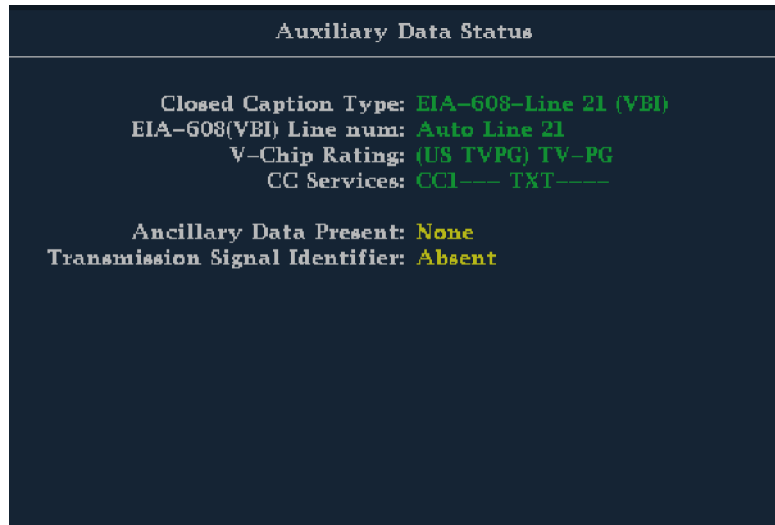 Auxiliary Data Status
Closed Caption Type: EIA-608-Line 21 (VBI)
EIA-608(VBI) Line num: Auto Line 21
V-Chip Rating: (US TVPG) TV-PG
CC Services: CC1--- TXT----
Ancillary Data Present: None
Transmission Signal Identifier: Absent